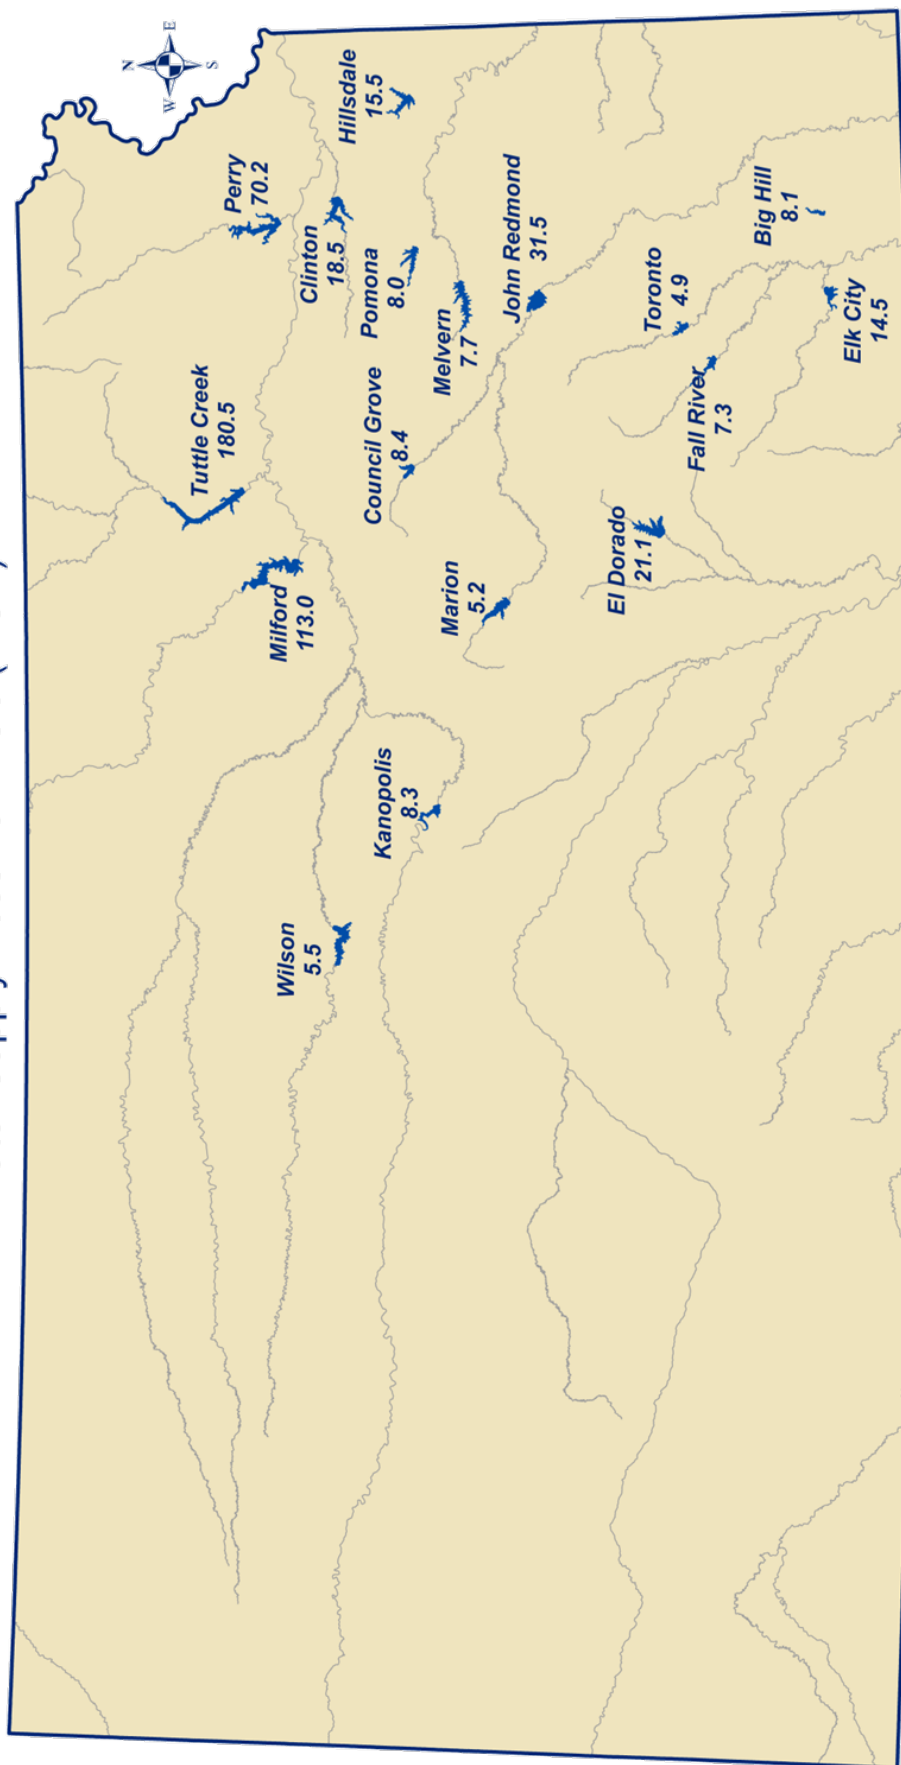 N
E
S
W
Hillsdale
15.5
Perry
70.2
Clinton
18.5
Pomona
8.0
Melvern
7.7
John Redmond
31.5
Big Hill
8.1
Toronto
4.9
Elk City
14.5
Fall River
7.3
Tuttle Creek
180.5
Council Grove
8.4
El Dorado
21.1
Milford
113.0
Marion
5.2
Kanopolis
8.3
Wilson
5.5